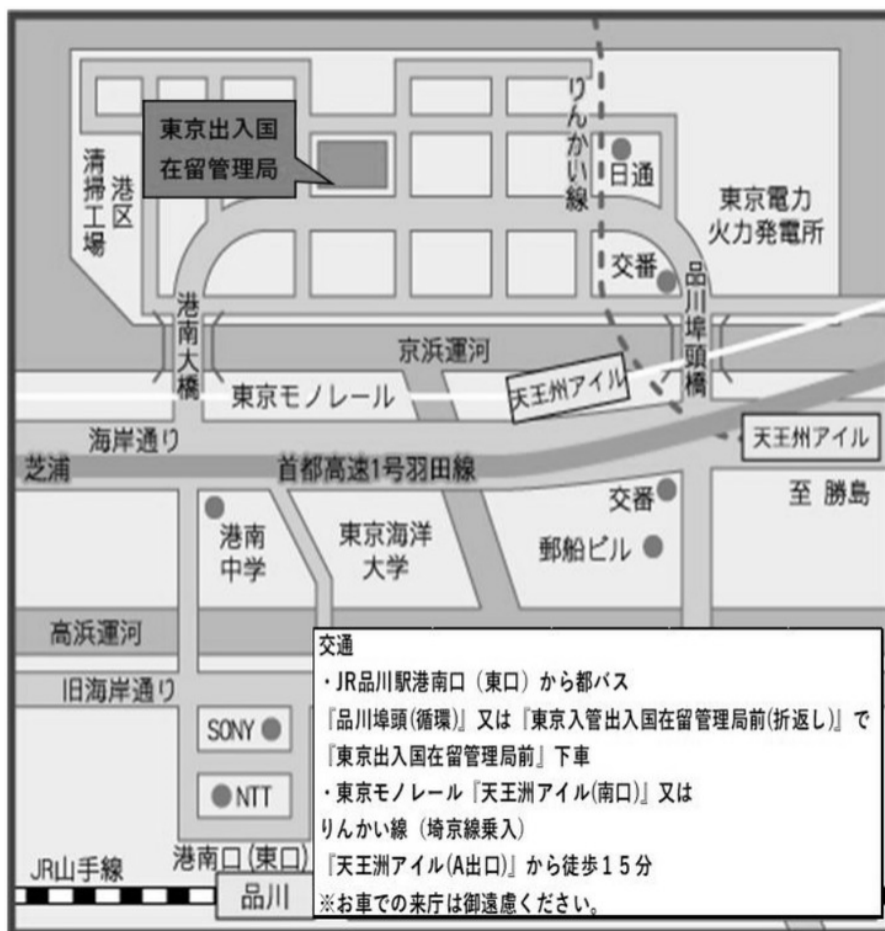 東京出入国
在留管理局
りんかい線
日通
港区
清掃工場
東京電力
火力発電所
交番
港南大橋
品川埠頭橋
京浜運河
東京モノレール
天王州アイル
天王州アイル
海岸通り
芝浦
首都高速1号羽田線
至 勝島
港南
中学
東京海洋
大学
交番
郵船ビル
高浜運河
旧海岸通り
SONY
NTT
港南口(東口)
JR山手線
品川
交通
・JR品川駅港南口（東口）から都バス
『品川埠頭(循環)』又は『東京入管出入国在留管理局前(折返し)』で
『東京出入国在留管理局前』下車
・東京モノレール『天王洲アイル(南口)』又は
りんかい線（埼京線乗入）
『天王洲アイル(A出口)』から徒歩１５分
※お車での来庁は御遠慮ください。